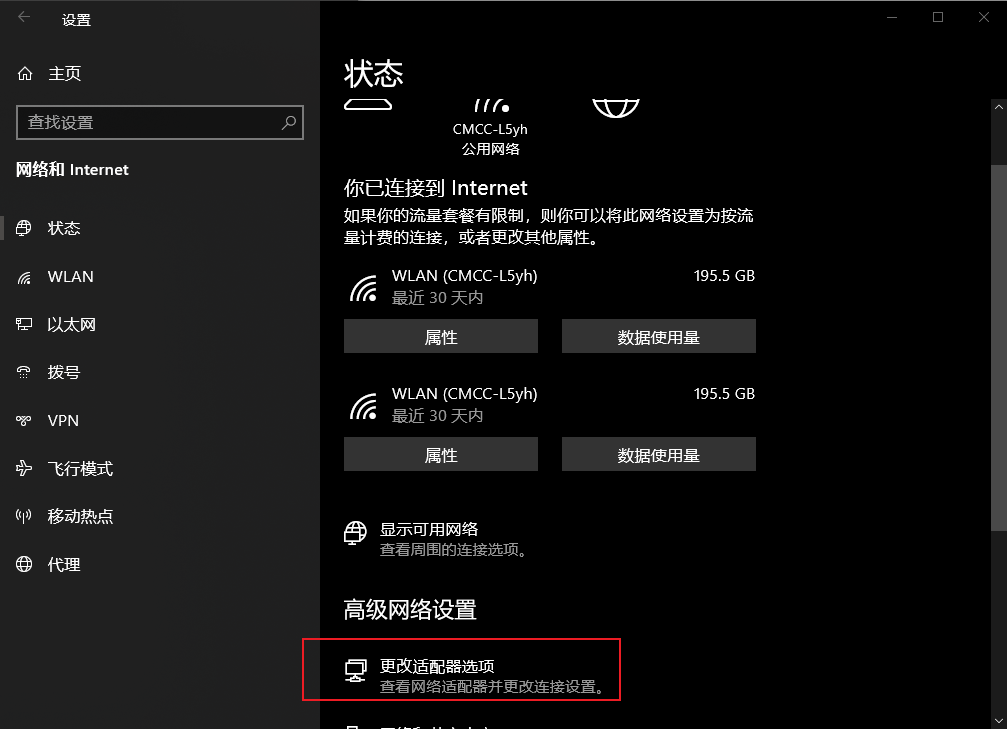 设置
主页
查找设置
网络和 Internet
状态
WLAN
以太网
拨号
VPN
飞行模式
移动热点
代理
状态
CMCC-L5yh
公用网络
你已连接到 Internet
如果你的流量套餐有限制，则你可以将此网络设置为按流
量计费的连接，或者更改其他属性。
WLAN (CMCC-L5yh)
195.5 GB
最近 30 天内
属性
数据使用量
WLAN (CMCC-L5yh)
195.5 GB
最近 30 天内
属性
数据使用量
显示可用网络
查看周围的连接选项。
高级网络设置
更改适配器选项
查看网络适配器并更改连接设置。